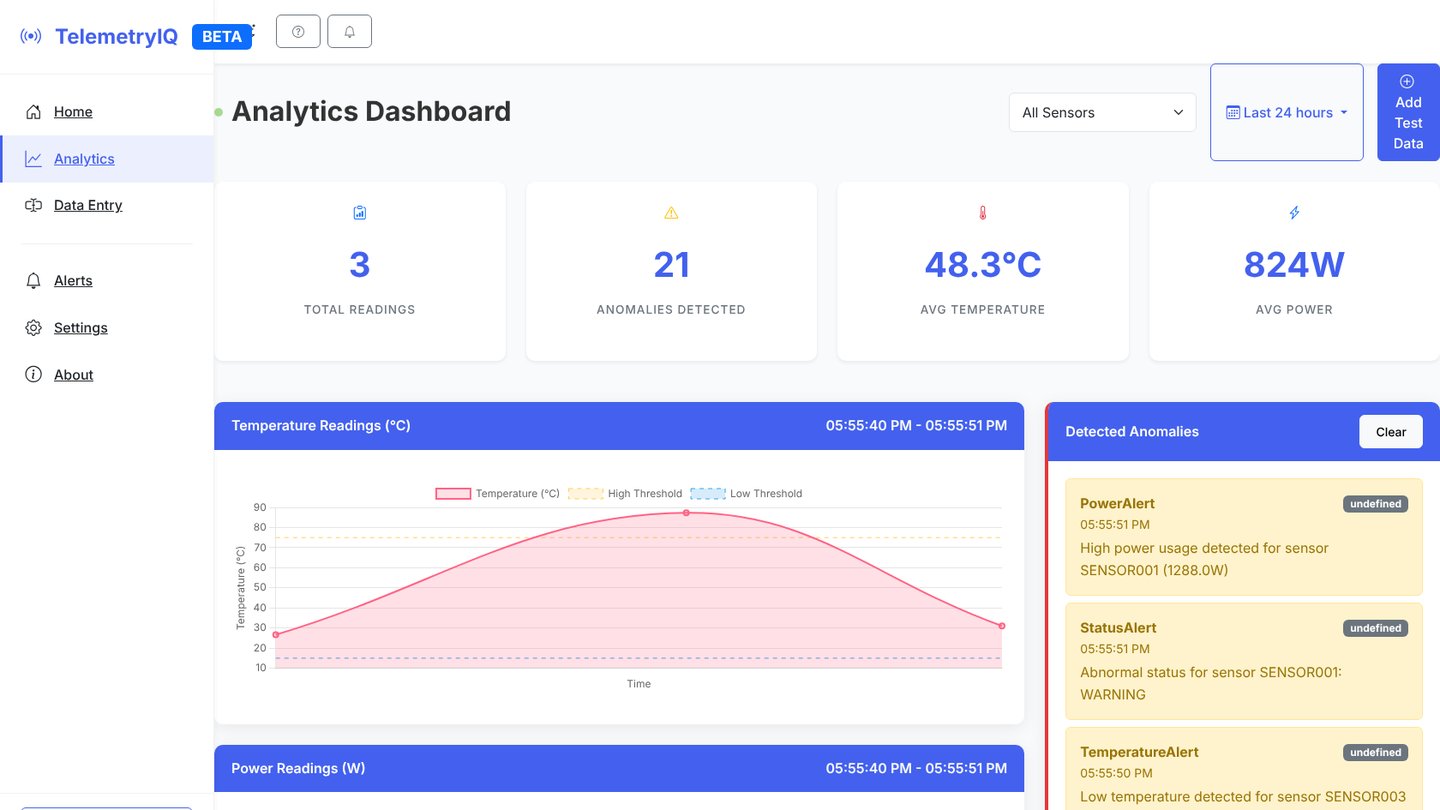 TelemetryIQ BETA
Home
Analytics
Data Entry
Alerts
Settings
About
Analytics Dashboard
All Sensors
Last 24 hours
Add
Test
Data
3
TOTAL READINGS
21
ANOMALIES DETECTED
48.3°C
AVG TEMPERATURE
824W
AVG POWER
Temperature Readings (°C) 05:55:40 PM - 05:55:51 PM
Temperature (°C) High Threshold Low Threshold
Temperature (°C)
90
80
70
60
50
40
30
20
10
Time
Power Readings (W) 05:55:40 PM - 05:55:51 PM
Detected Anomalies Clear
PowerAlert undefined
05:55:51 PM
High power usage detected for sensor
SENSOR001 (1288.0W)
StatusAlert undefined
05:55:51 PM
Abnormal status for sensor SENSOR001:
WARNING
TemperatureAlert undefined
05:55:50 PM
Low temperature detected for sensor SENSOR003